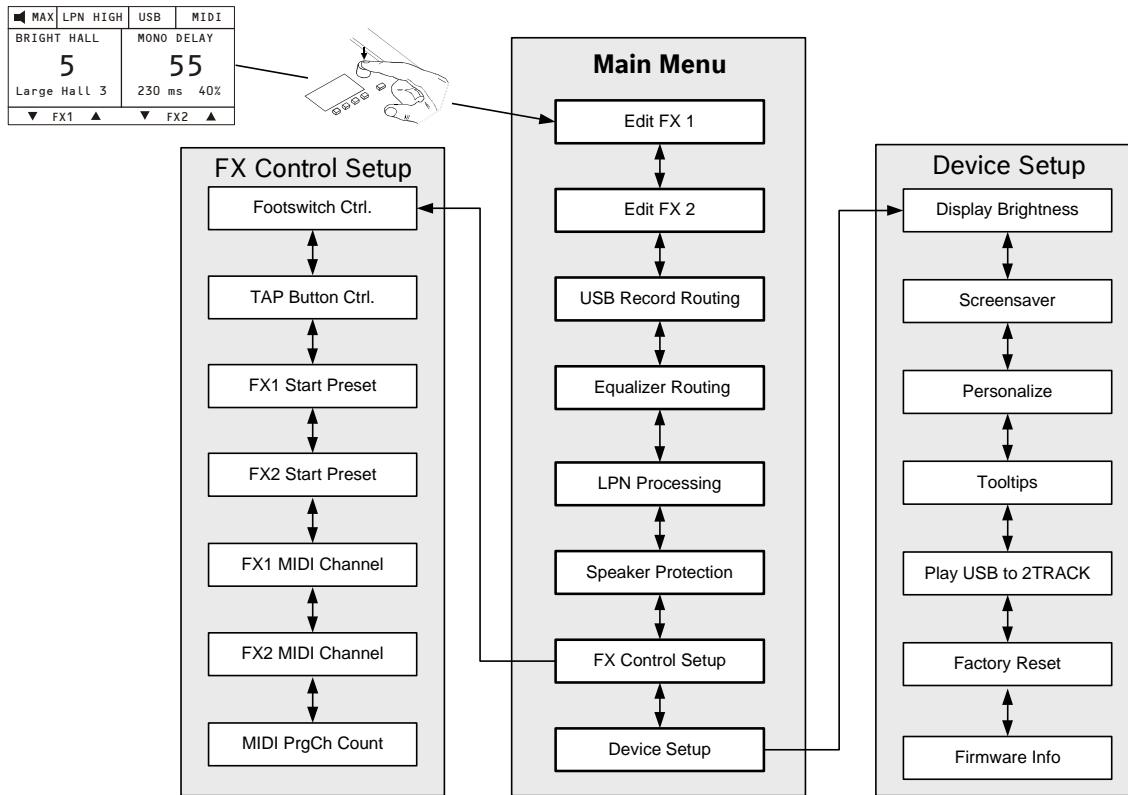 MAX LPN HIGH USB MIDI
BRIGHT HALL MONO DELAY
5 55
Large Hall 3 230 ms 40%
▼ FX1 ▲ ▼ FX2 ▲
FX Control Setup
Footswitch Ctrl.
TAP Button Ctrl.
FX1 Start Preset
FX2 Start Preset
FX1 MIDI Channel
FX2 MIDI Channel
MIDI PrgCh Count
Main Menu
Edit FX 1
Edit FX 2
USB Record Routing
Equalizer Routing
LPN Processing
Speaker Protection
FX Control Setup
Device Setup
Device Setup
Display Brightness
Screensaver
Personalize
Tooltips
Play USB to 2TRACK
Factory Reset
Firmware Info